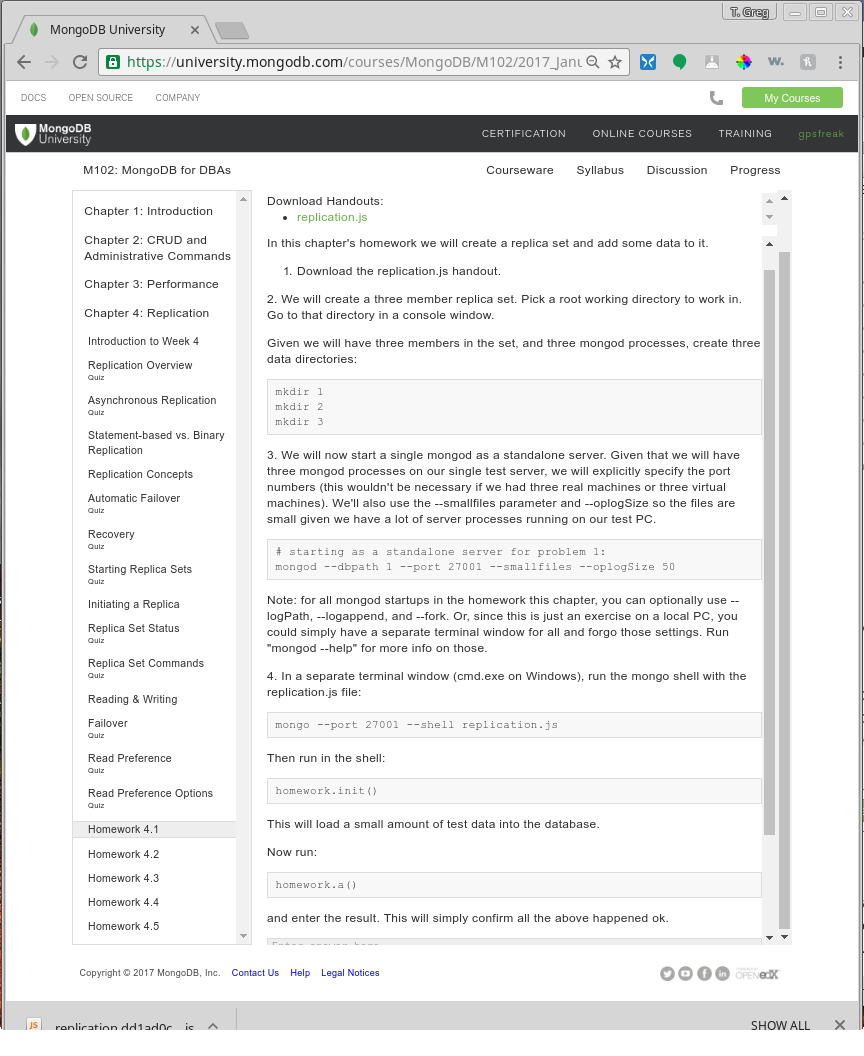 T. Greg
MongoDB University
https://university.mongodb.com/courses/MongoDB/M102/2017_Janu
DOCS OPEN SOURCE COMPANY
My Courses
MongoDB
University
CERTIFICATION ONLINE COURSES TRAINING gpsfreak
M102: MongoDB for DBAs
Courseware Syllabus Discussion Progress
Chapter 1: Introduction
Chapter 2: CRUD and
Administrative Commands
Chapter 3: Performance
Chapter 4: Replication
Introduction to Week 4
Replication Overview
Quiz
Asynchronous Replication
Quiz
Statement-based vs. Binary
Replication
Replication Concepts
Automatic Failover
Quiz
Recovery
Quiz
Starting Replica Sets
Quiz
Initiating a Replica
Replica Set Status
Quiz
Replica Set Commands
Quiz
Reading & Writing
Failover
Quiz
Read Preference
Quiz
Read Preference Options
Quiz
Homework 4.1
Homework 4.2
Homework 4.3
Homework 4.4
Homework 4.5
Download Handouts:
• replication.js
In this chapter's homework we will create a replica set and add some data to it.
1. Download the replication.js handout.
2. We will create a three member replica set. Pick a root working directory to work in.
Go to that directory in a console window.
Given we will have three members in the set, and three mongod processes, create three
data directories:
mkdir 1
mkdir 2
mkdir 3
3. We will now start a single mongod as a standalone server. Given that we will have
three mongod processes on our single test server, we will explicitly specify the port
numbers (this wouldn't be necessary if we had three real machines or three virtual
machines). We'll also use the --smallfiles parameter and --oplogSize so the files are
small given we have a lot of server processes running on our test PC.
# starting as a standalone server for problem 1:
mongod --dbpath 1 --port 27001 --smallfiles --oplogSize 50
Note: for all mongod startups in the homework this chapter, you can optionally use --
logPath, --logappend, and --fork. Or, since this is just an exercise on a local PC, you
could simply have a separate terminal window for all and forgo those settings. Run
"mongod --help" for more info on those.
4. In a separate terminal window (cmd.exe on Windows), run the mongo shell with the
replication.js file:
mongo --port 27001 --shell replication.js
Then run in the shell:
homework.init()
This will load a small amount of test data into the database.
Now run:
homework.a()
and enter the result. This will simply confirm all the above happened ok.
Enter answer here
Copyright © 2017 MongoDB, Inc. Contact Us Help Legal Notices
OPEN edX
JS replication.dd1ad0c....js
SHOW ALL